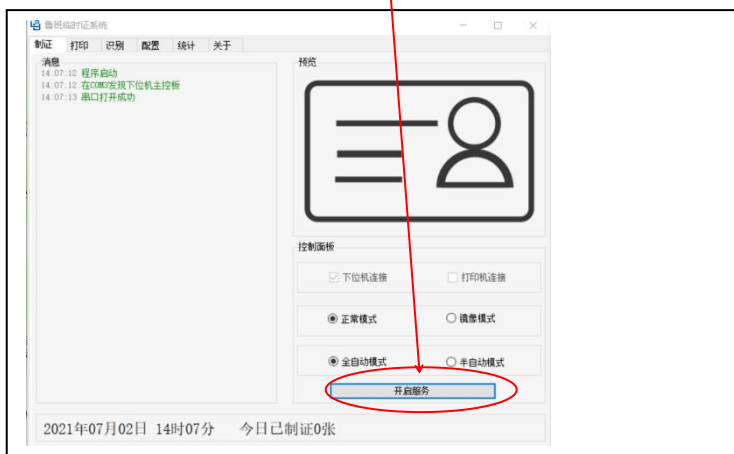 鲁班临时证系统
制证 打印 识别 配置 统计 关于
消息
14:07:12 程序启动
14:07:12 在COM3发现下位机主控板
14:07:13 串口打开成功
预览
控制面板
下位机连接 打印机连接
正常模式 镜像模式
全自动模式 半自动模式
开启服务
2021年07月02日 14时07分 今日已制证0张